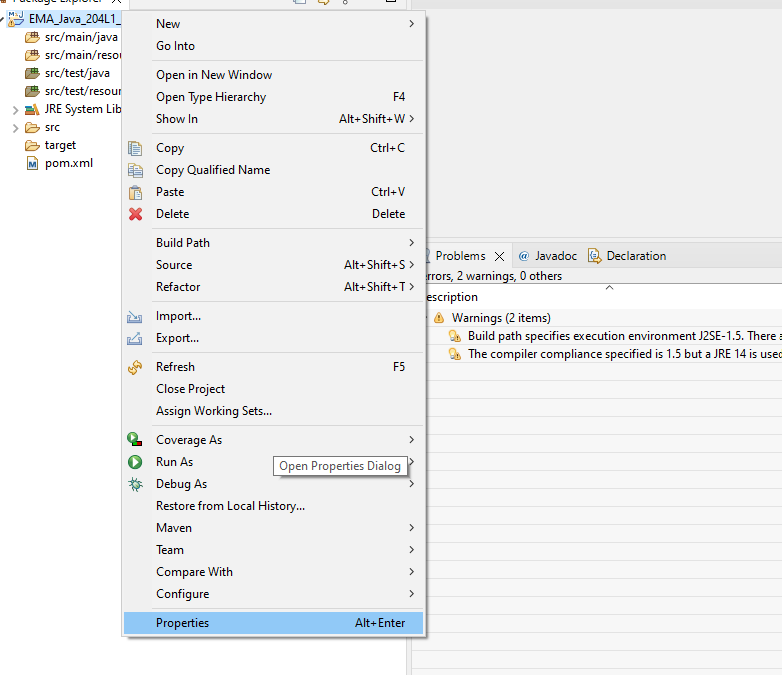 Package Explorer
EMA_Java_204L1_
src/main/java
src/main/resou
src/test/java
src/test/resour
JRE System Lib
src
target
pom.xml
New
Go Into
Open in New Window
Open Type Hierarchy F4
Show In Alt+Shift+W
Copy Ctrl+C
Copy Qualified Name
Paste Ctrl+V
Delete Delete
Build Path
Source Alt+Shift+S
Refactor Alt+Shift+T
Import...
Export...
Refresh F5
Close Project
Assign Working Sets...
Coverage As
Run As
Open Properties Dialog
Debug As
Restore from Local History...
Maven
Team
Compare With
Configure
Properties Alt+Enter
Problems
@ Javadoc
Declaration
errors, 2 warnings, 0 others
escription
Warnings (2 items)
Build path specifies execution environment J2SE-1.5. There a
The compiler compliance specified is 1.5 but a JRE 14 is used